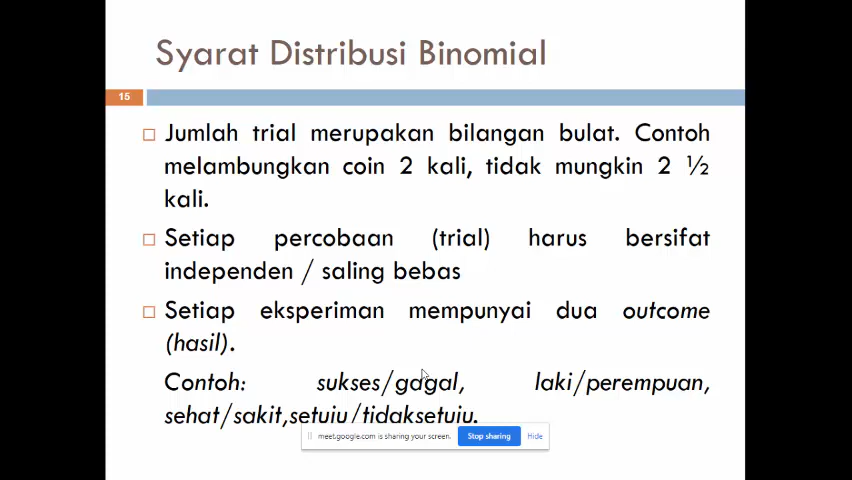 Syarat Distribusi Binomial
15
Jumlah trial merupakan bilangan bulat. Contoh
melambungkan coin 2 kali, tidak mungkin 2 ½
kali.
Setiap percobaan (trial) harus bersifat
independen / saling bebas
Setiap eksperiman mempunyai dua outcome
(hasil).
Contoh: sukses/gagal, laki/perempuan,
sehat/sakit,setuju/tidaksetuju.
meet.google.com is sharing your screen. Stop sharing Hide